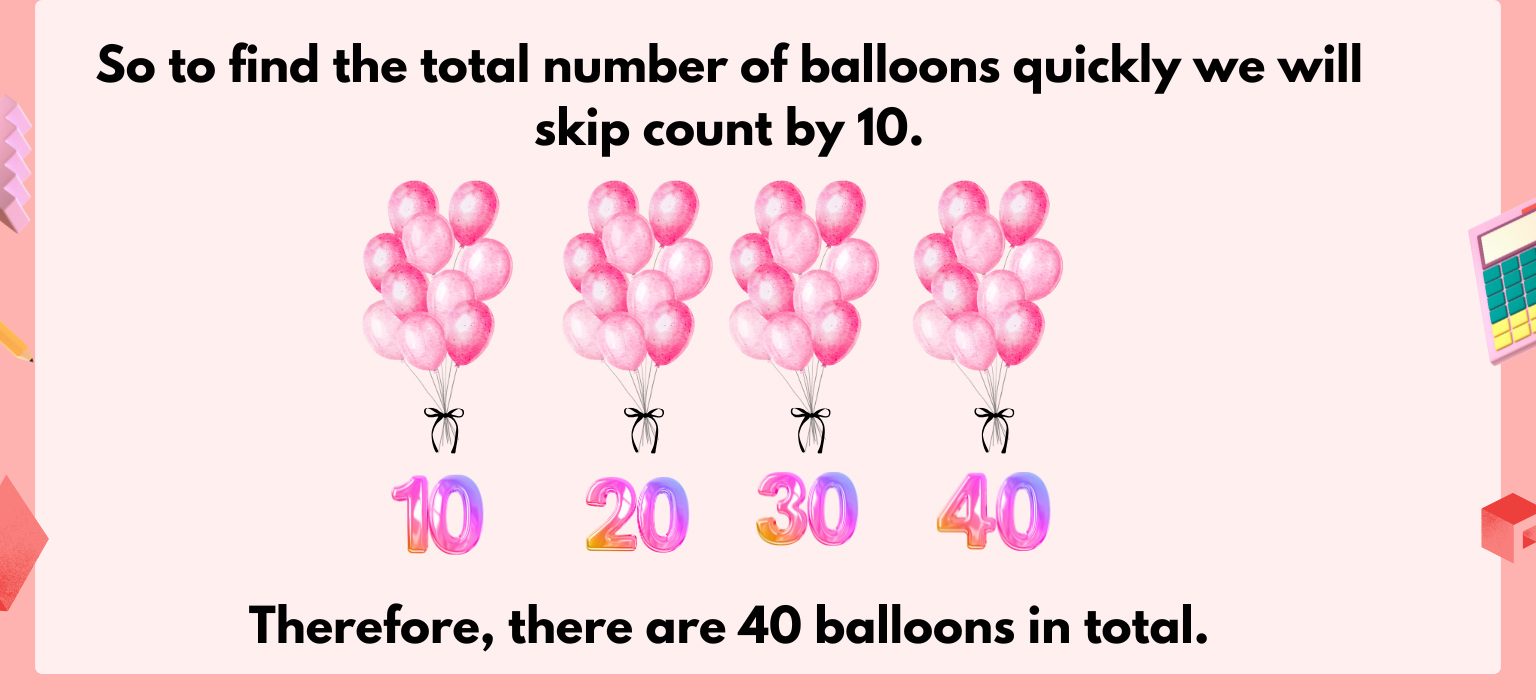 So to find the total number of balloons quickly we will
skip count by 10.
10 20 30 40
Therefore, there are 40 balloons in total.